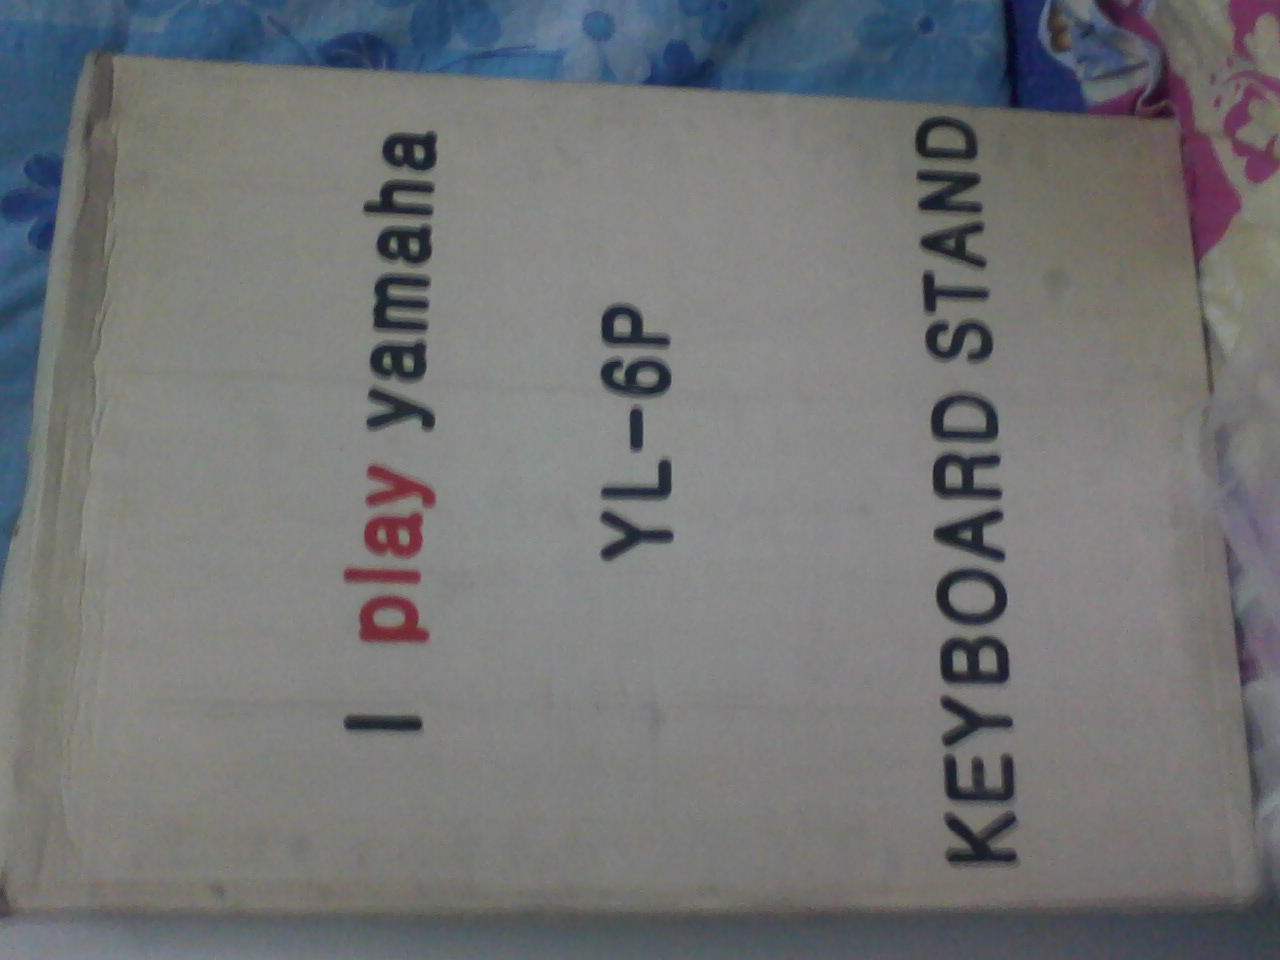 I play yamaha
YL-6P
KEYBOARD STAND